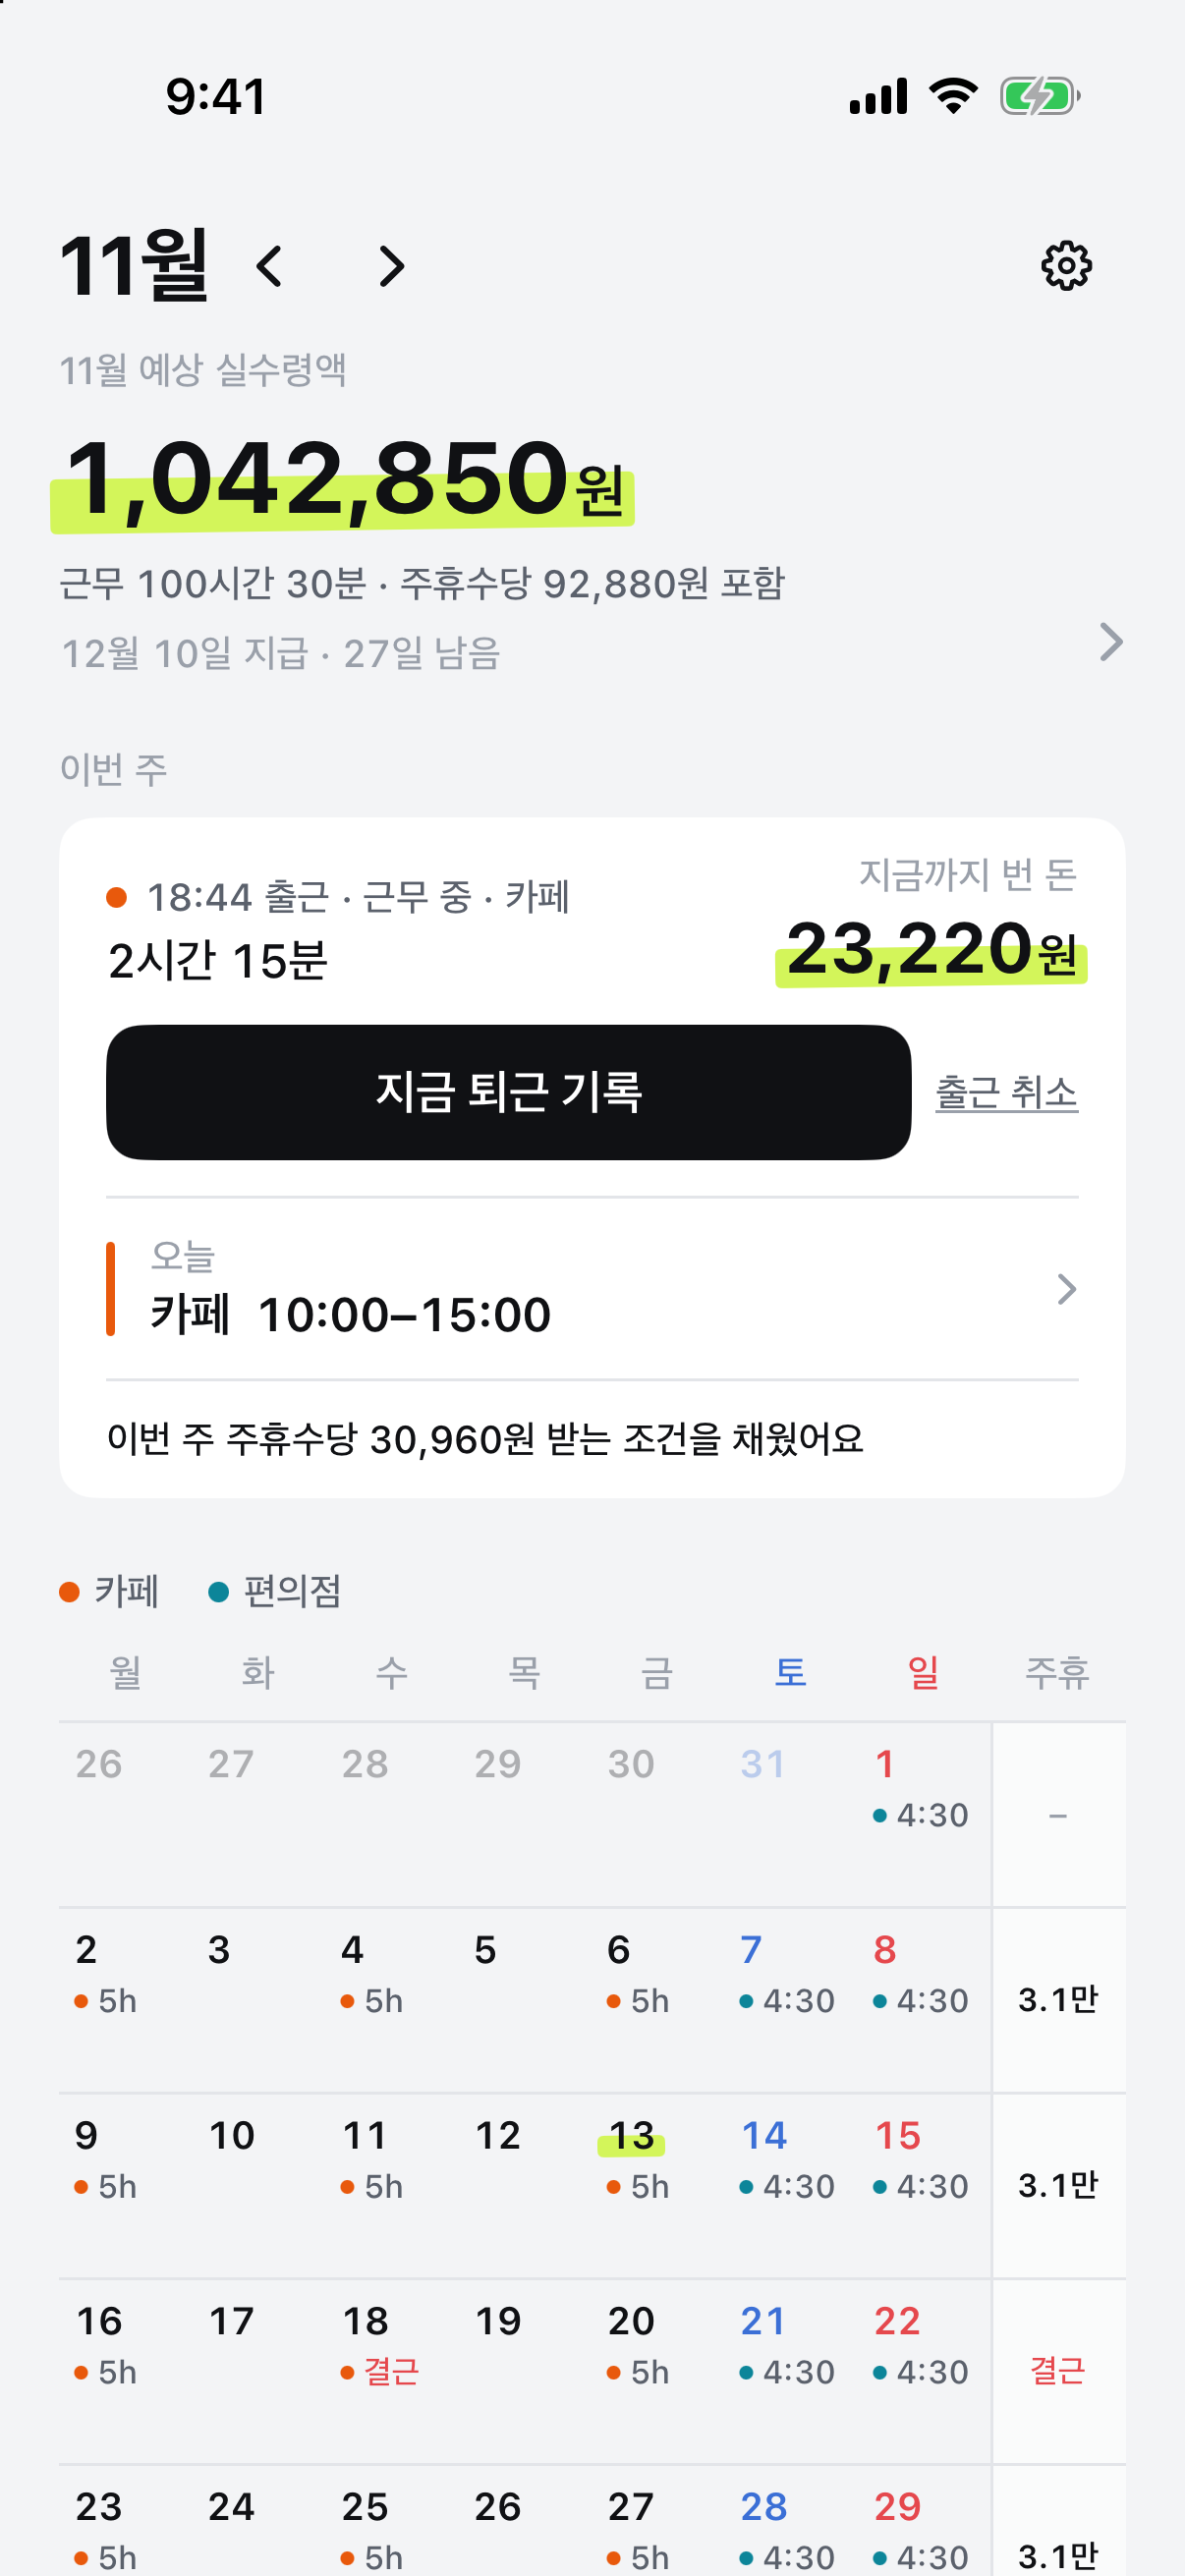 9:41
11월
11월 예상 실수령액
1,042,850원
근무 100시간 30분 · 주휴수당 92,880원 포함
12월 10일 지급 · 27일 남음
이번 주
18:44 출근 · 근무 중 · 카페
지금까지 번 돈
2시간 15분
23,220원
지금 퇴근 기록
출근 취소
오늘
카페 10:00–15:00
이번 주 주휴수당 30,960원 받는 조건을 채웠어요
카페 편의점
월 화 수 목 금 토 일 주휴
26 27 28 29 30 31 1
4:30 –
2 3 4 5 6 7 8
5h 5h 5h 4:30 4:30 3.1만
9 10 11 12 13 14 15
5h 5h 5h 4:30 4:30 3.1만
16 17 18 19 20 21 22
5h 결근 5h 4:30 4:30 결근
23 24 25 26 27 28 29
5h 5h 5h 4:30 4:30 3.1만